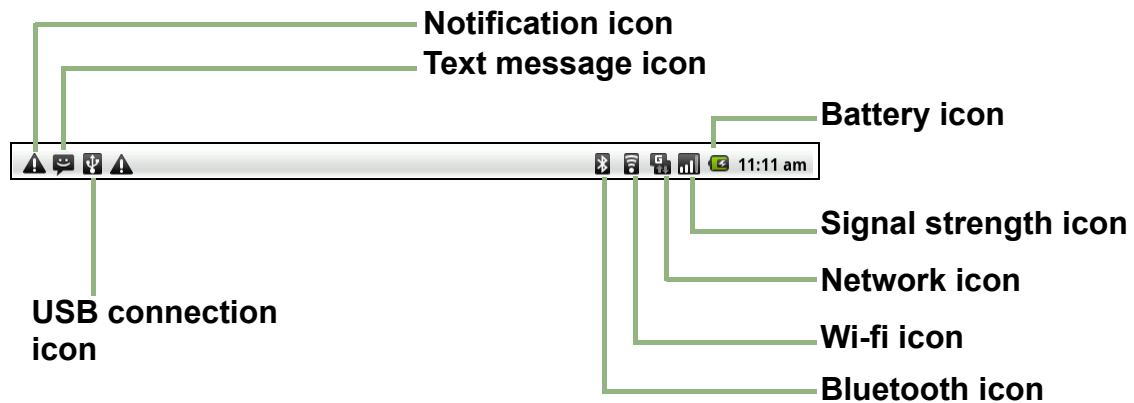 Notification icon
Text message icon
Battery icon
G
11:11 am
Signal strength icon
Network icon
USB connection
icon
Wi-fi icon
Bluetooth icon